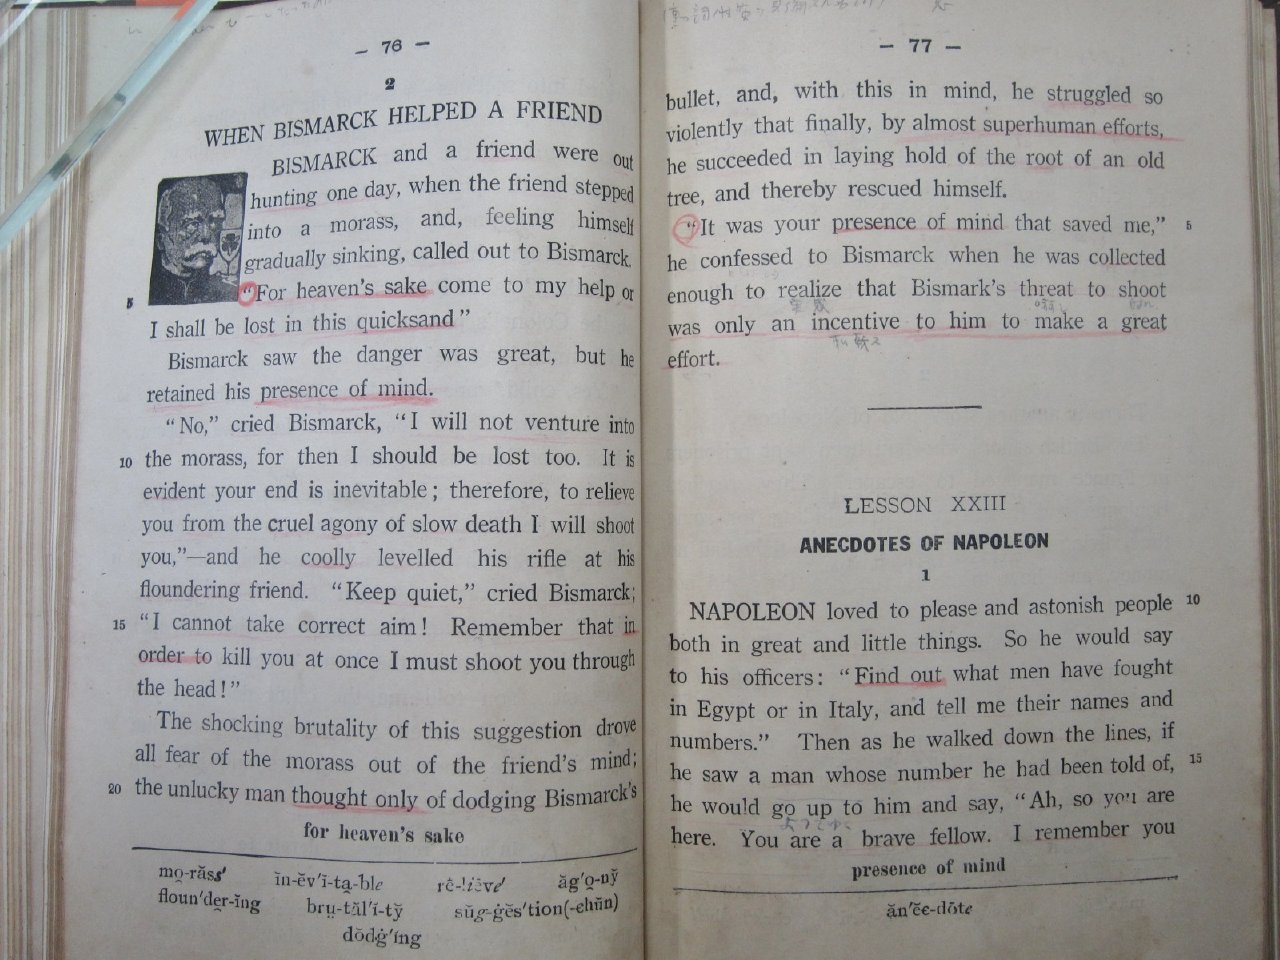 — 76 —
2
WHEN BISMARCK HELPED A FRIEND
BISMARCK and a friend were out
hunting one day, when the friend stepped
into a morass, and, feeling himself
gradually sinking, called out to Bismarck.
5 "For heaven's sake come to my help or
I shall be lost in this quicksand"
Bismarck saw the danger was great, but he
retained his presence of mind.
"No," cried Bismarck, "I will not venture into
10 the morass, for then I should be lost too. It is
evident your end is inevitable; therefore, to relieve
you from the cruel agony of slow death I will shoot
you,"—and he coolly levelled his rifle at his
floundering friend. "Keep quiet," cried Bismarck;
15 "I cannot take correct aim! Remember that in
order to kill you at once I must shoot you through
the head!"
The shocking brutality of this suggestion drove
all fear of the morass out of the friend's mind;
20 the unlucky man thought only of dodging Bismarck's
for heaven's sake
mo̤-răss′ ĭn-ĕv′ĭ-ta̤-ble rē̇-liēve′ ăg′o̤-ny̆
floun′de̤r-ĭng brṳ-tăl′ĭ-ty̆ sŭg-ġĕs′tion(-chŭn)
dŏdġ′ĭng
— 77 —
bullet, and, with this in mind, he struggled so
violently that finally, by almost superhuman efforts,
he succeeded in laying hold of the root of an old
tree, and thereby rescued himself.
"It was your presence of mind that saved me," 5
he confessed to Bismarck when he was collected
enough to realize that Bismark's threat to shoot
was only an incentive to him to make a great
effort.
LESSON XXIII
ANECDOTES OF NAPOLEON
1
NAPOLEON loved to please and astonish people 10
both in great and little things. So he would say
to his officers: "Find out what men have fought
in Egypt or in Italy, and tell me their names and
numbers." Then as he walked down the lines, if
he saw a man whose number he had been told of, 15
he would go up to him and say, "Ah, so you are
here. You are a brave fellow. I remember you
presence of mind
ăn′ĕc-dōte